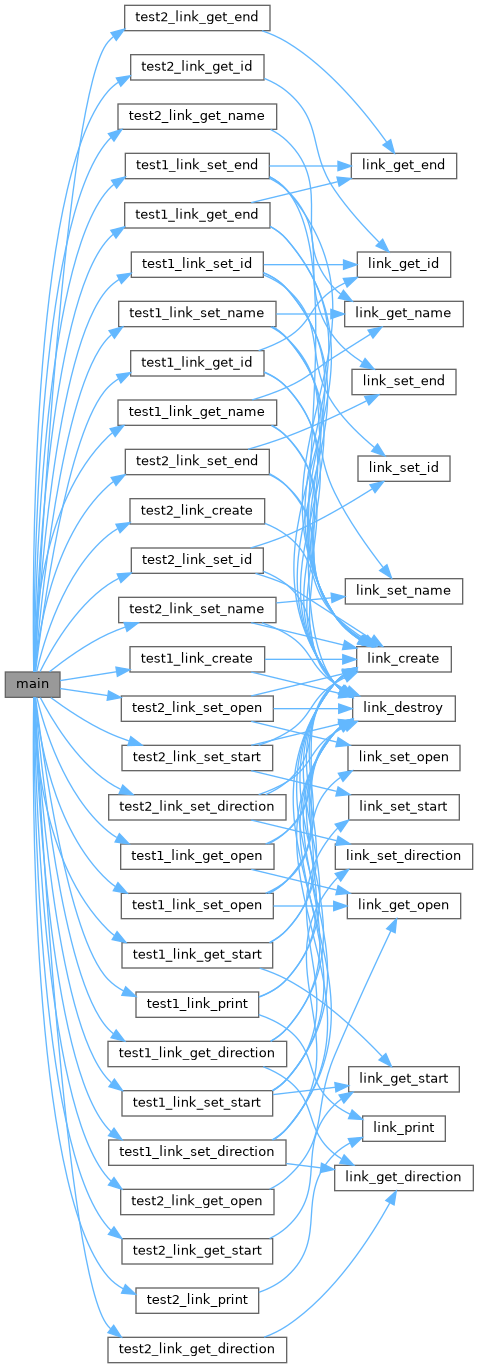 test2_link_get_end
test2_link_get_id
test2_link_get_name
test1_link_set_end
link_get_end
test1_link_get_end
test1_link_set_id
link_get_id
test1_link_set_name
link_get_name
test1_link_get_id
link_set_end
test1_link_get_name
test2_link_set_end
link_set_id
test2_link_create
test2_link_set_id
link_set_name
test2_link_set_name
test1_link_create
link_create
main
test2_link_set_open
link_destroy
test2_link_set_start
link_set_open
test2_link_set_direction
link_set_start
test1_link_get_open
link_set_direction
test1_link_set_open
link_get_open
test1_link_get_start
test1_link_print
test1_link_get_direction
link_get_start
test1_link_set_start
link_print
test1_link_set_direction
link_get_direction
test2_link_get_open
test2_link_get_start
test2_link_print
test2_link_get_direction